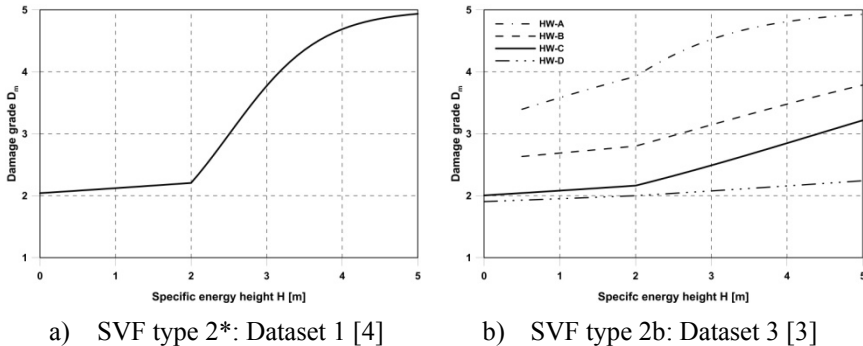 5
4
3
2
1
Damage grade Dm
0 1 2 3 4 5
Specific energy height H [m]
a) SVF type 2*: Dataset 1 [4]
5
4
3
2
1
Damage grade Dm
HW-A
HW-B
HW-C
HW-D
0 1 2 3 4 5
Specific energy height H [m]
b) SVF type 2b: Dataset 3 [3]